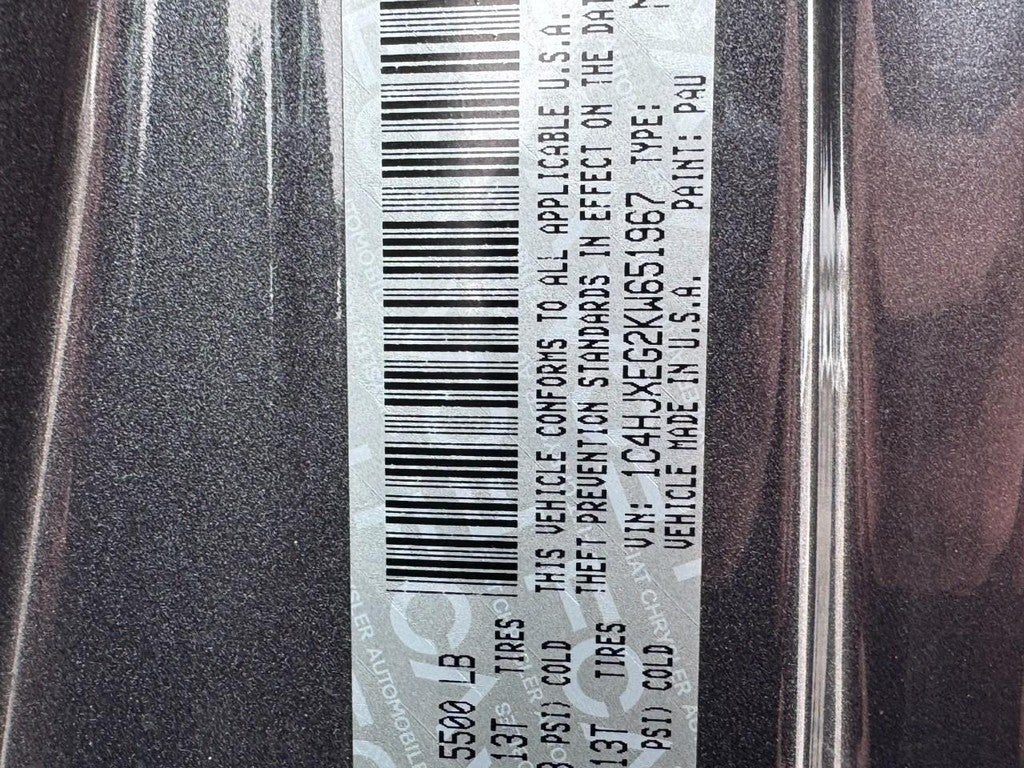 5500 LB
13T TIRES
PSI) COLD
13T TIRES
PSI) COLD
THIS VEHICLE CONFORMS TO ALL APPLICABLE U.S.A.
THEFT PREVENTION STANDARDS IN EFFECT ON THE
VIN: 1C4HJXEG2KW651967 TYPE:
VEHICLE MADE IN U.S.A. PAINT: PAU